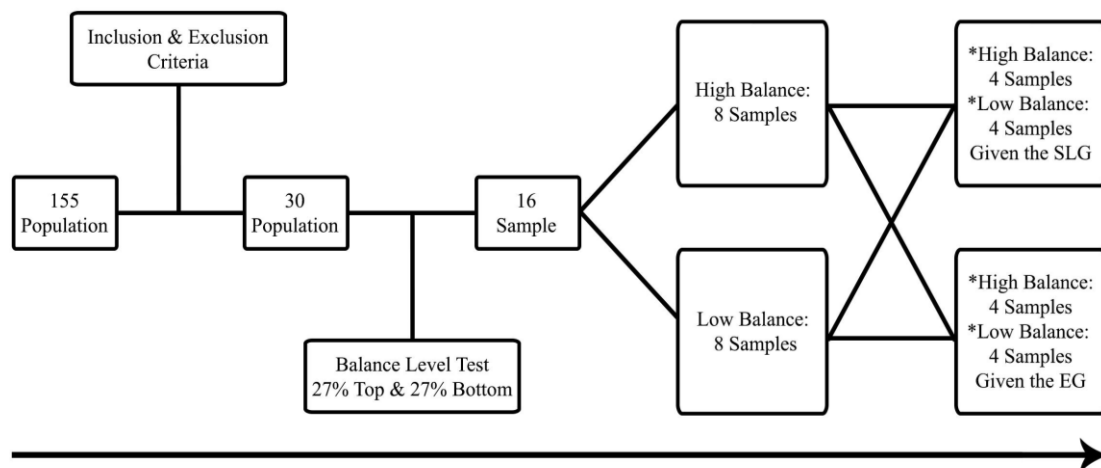 Inclusion & Exclusion
Criteria
155
Population
30
Population
Balance Level Test
27% Top & 27% Bottom
16
Sample
High Balance:
8 Samples
Low Balance:
8 Samples
*High Balance:
4 Samples
*Low Balance:
4 Samples
Given the SLG
*High Balance:
4 Samples
*Low Balance:
4 Samples
Given the EG